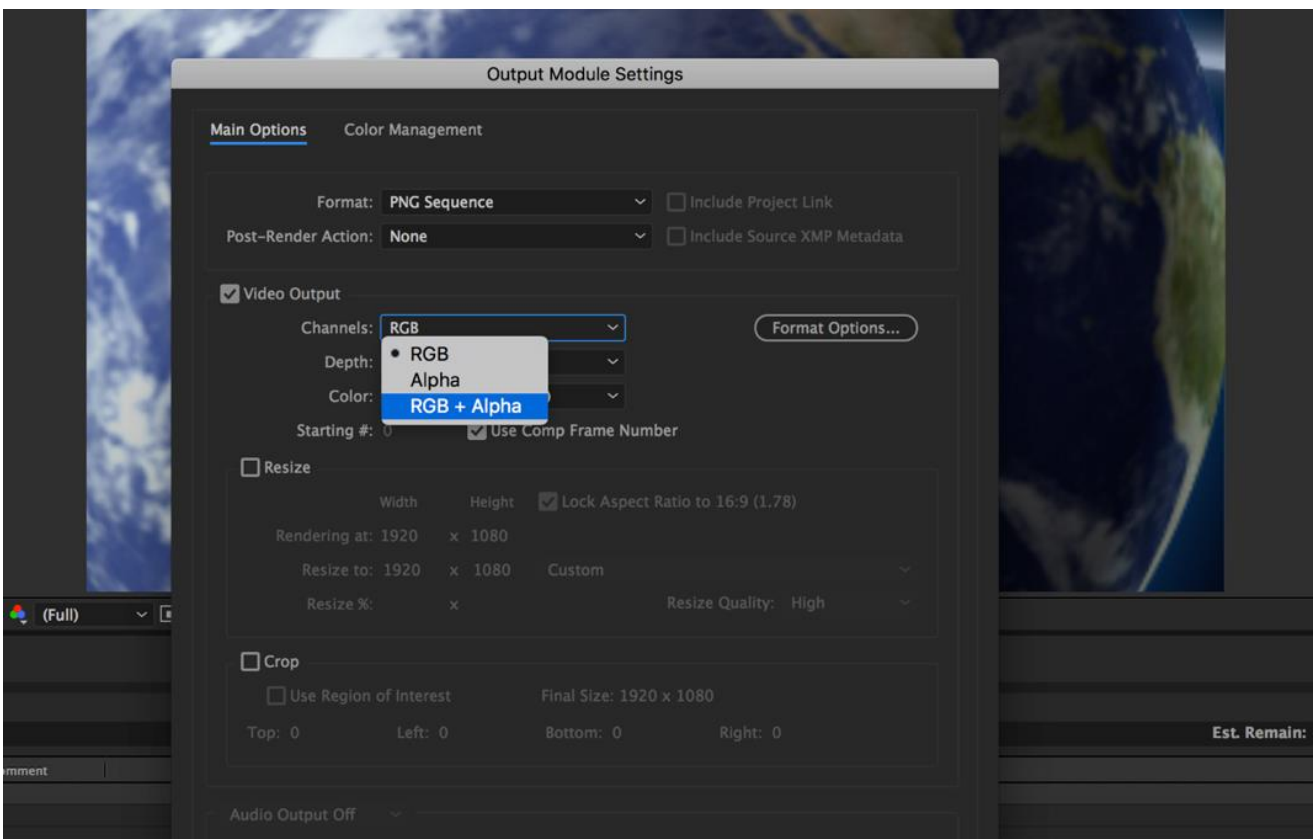 Output Module Settings
Main Options Color Management
Format: PNG Sequence Include Project Link
Post-Render Action: None Include Source XMP Metadata
Video Output
Channels: RGB Format Options...
RGB
Depth:
Alpha
Color:
RGB + Alpha
Starting #: 0 Use Comp Frame Number
Resize
Width Height Lock Aspect Ratio to 16:9 (1.78)
Rendering at: 1920 x 1080
Resize to: 1920 x 1080 Custom
Resize %: x Resize Quality: High
(Full)
Crop
Use Region of Interest Final Size: 1920 x 1080
Top: 0 Left: 0 Bottom: 0 Right: 0
Est. Remain:
omment
Audio Output Off